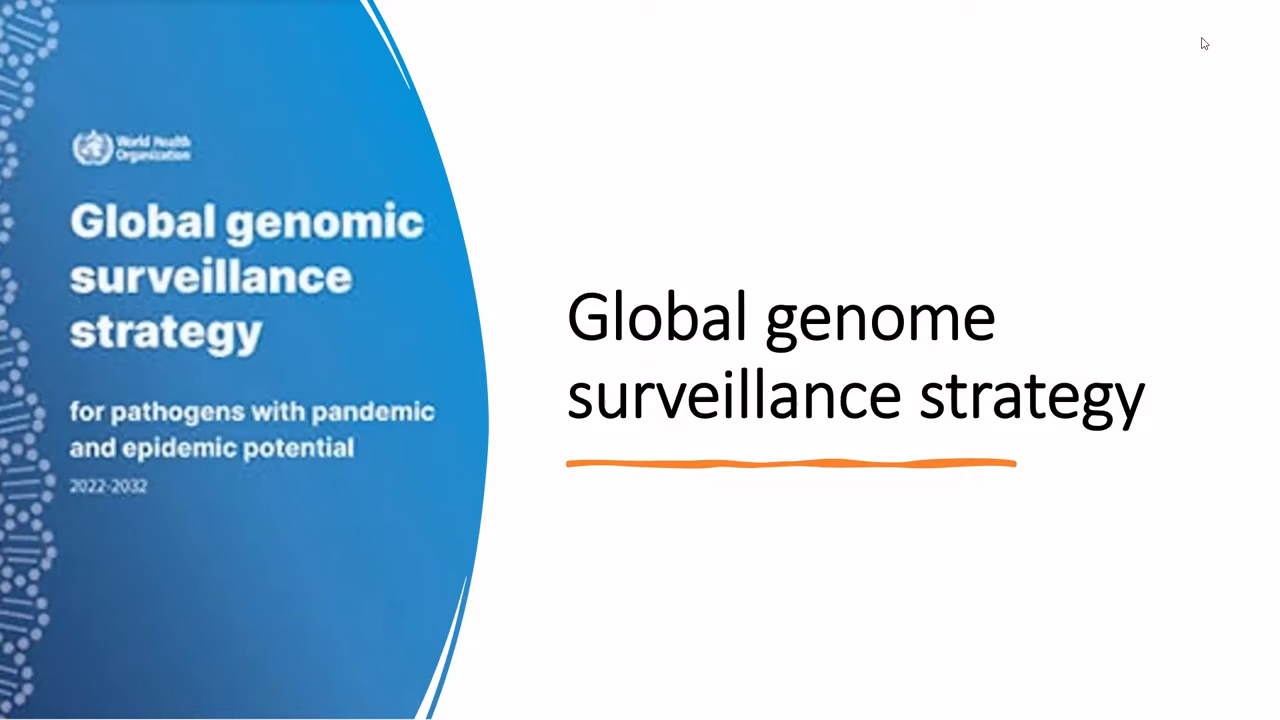 World Health
Organization
Global genomic
surveillance
strategy
for pathogens with pandemic
and epidemic potential
2022-2032
Global genome
surveillance strategy